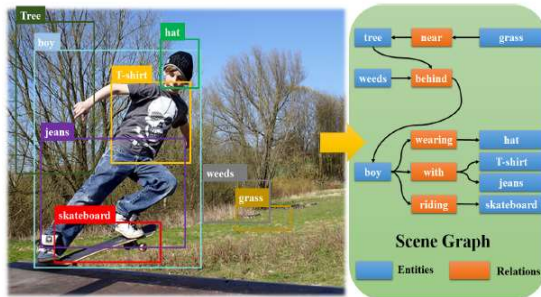 Tree
boy
hat
T-shirt
jeans
weeds
grass
skateboard
tree
near
grass
weeds
behind
wearing
hat
boy
with
T-shirt
jeans
riding
skateboard
Scene Graph
Entities
Relations